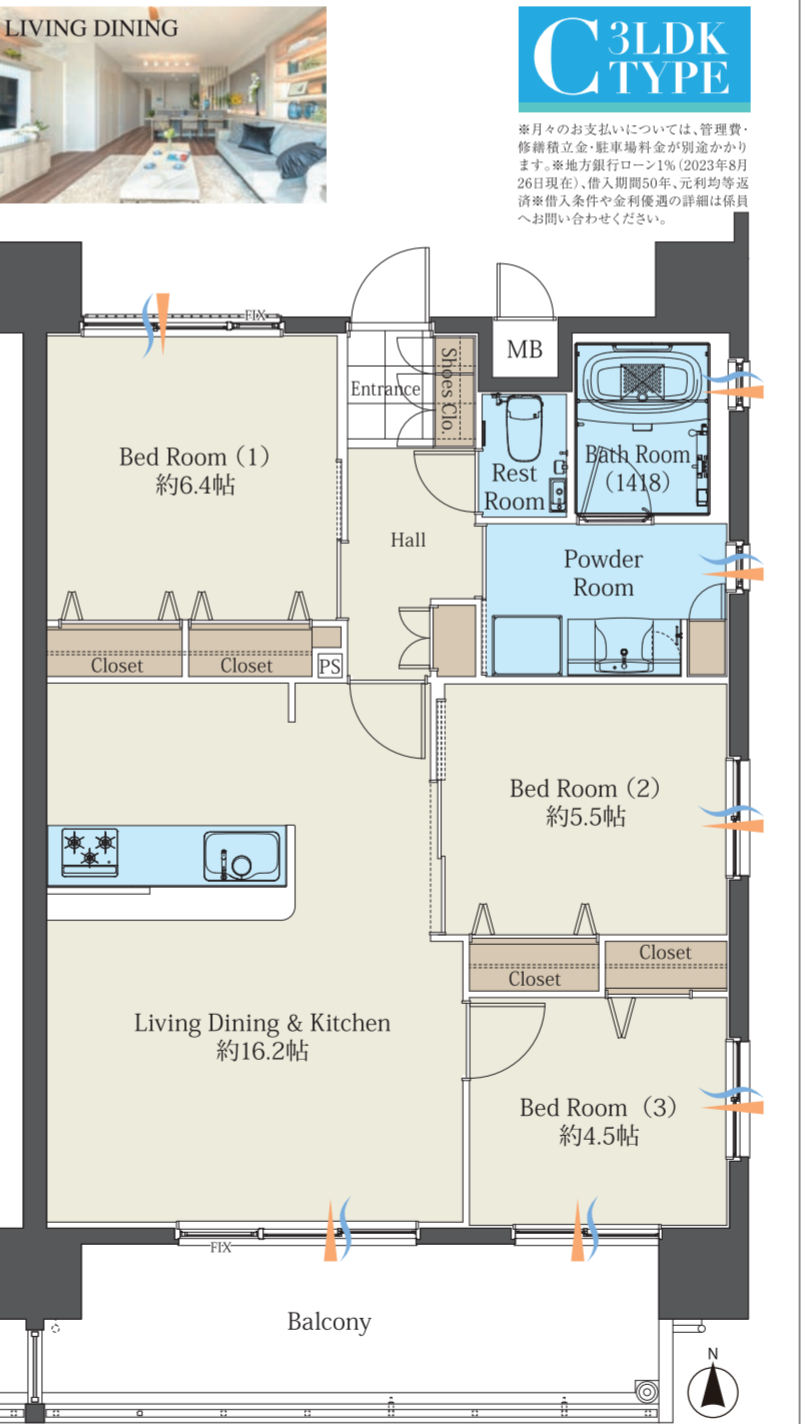 LIVING DINING
C 3LDK
TYPE
※月々のお支払いについては、管理費・
修繕積立金・駐車場料金が別途かかり
ます。※地方銀行ローン1%(2023年8月
26日現在)、借入期間50年、元利均等返
済※借入条件や金利優遇の詳細は係員
へお問い合わせください。
FIX
MB
Entrance
Shoes Clo.
Bed Room (1)
約6.4帖
Rest
Room
Bath Room
(1418)
Hall
Powder
Room
Closet
Closet
PS
Bed Room (2)
約5.5帖
Closet
Closet
Living Dining & Kitchen
約16.2帖
Bed Room (3)
約4.5帖
FIX
Balcony
N